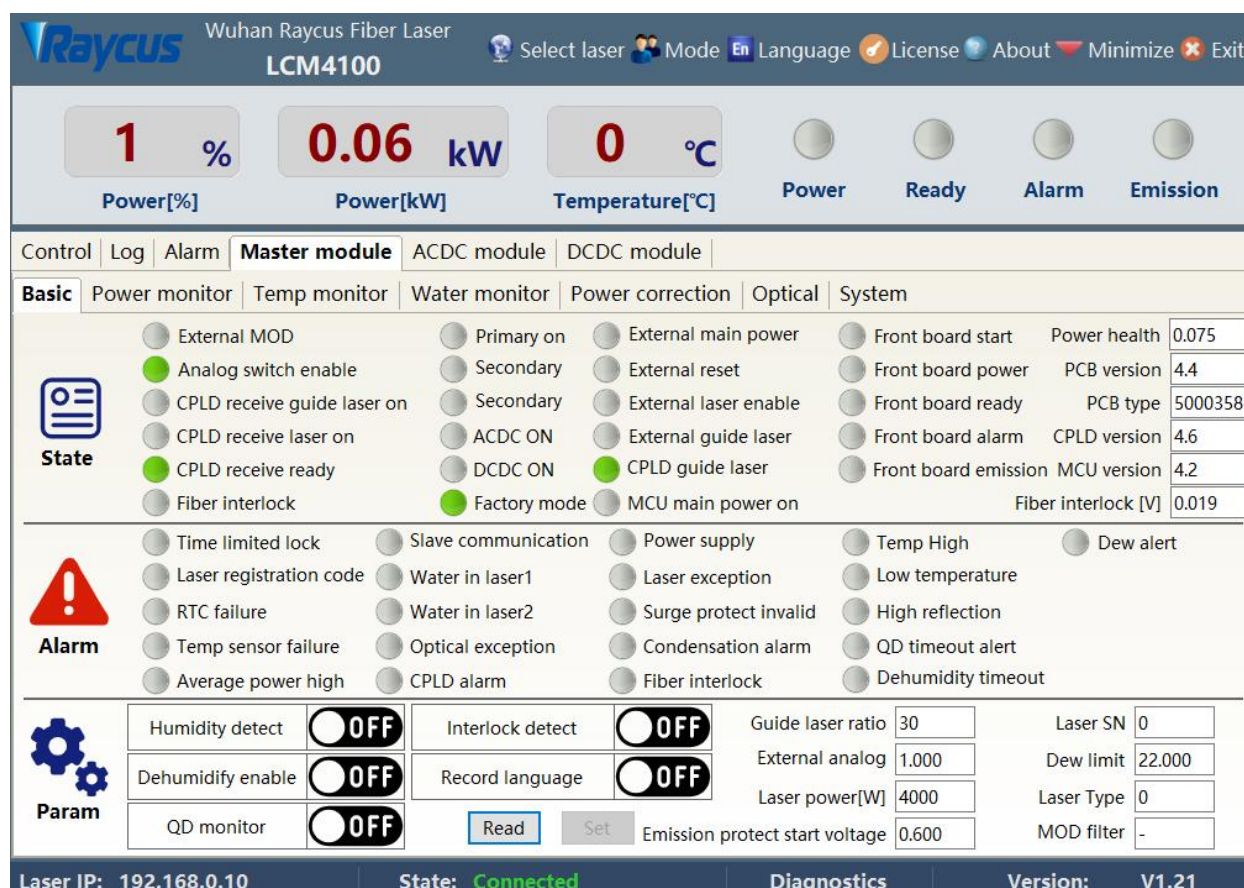 Raycus Wuhan Raycus Fiber Laser
LCM4100
Select laser Mode En Language License About Minimize Exit
1 % 0.06 kW 0 ℃
Power[%] Power[kW] Temperature[℃] Power Ready Alarm Emission
Control Log Alarm Master module ACDC module DCDC module
Basic Power monitor Temp monitor Water monitor Power correction Optical System
State
External MOD Primary on External main power Front board start Power health 0.075
Analog switch enable Secondary External reset Front board power PCB version 4.4
CPLD receive guide laser on Secondary External laser enable Front board ready PCB type 5000358
CPLD receive laser on ACDC ON External guide laser Front board alarm CPLD version 4.6
CPLD receive ready DCDC ON CPLD guide laser Front board emission MCU version 4.2
Fiber interlock Factory mode MCU main power on Fiber interlock [V] 0.019
Alarm
Time limited lock Slave communication Power supply Temp High Dew alert
Laser registration code Water in laser1 Laser exception Low temperature
RTC failure Water in laser2 Surge protect invalid High reflection
Temp sensor failure Optical exception Condensation alarm QD timeout alert
Average power high CPLD alarm Fiber interlock Dehumidity timeout
Param
Humidity detect OFF Interlock detect OFF Guide laser ratio 30 Laser SN 0
External analog 1.000 Dew limit 22.000
Dehumidify enable OFF Record language OFF Laser power[W] 4000 Laser Type 0
QD monitor OFF Read Set Emission protect start voltage 0.600 MOD filter -
Laser IP: 192.168.0.10 State: Connected Diagnostics Version: V1.21